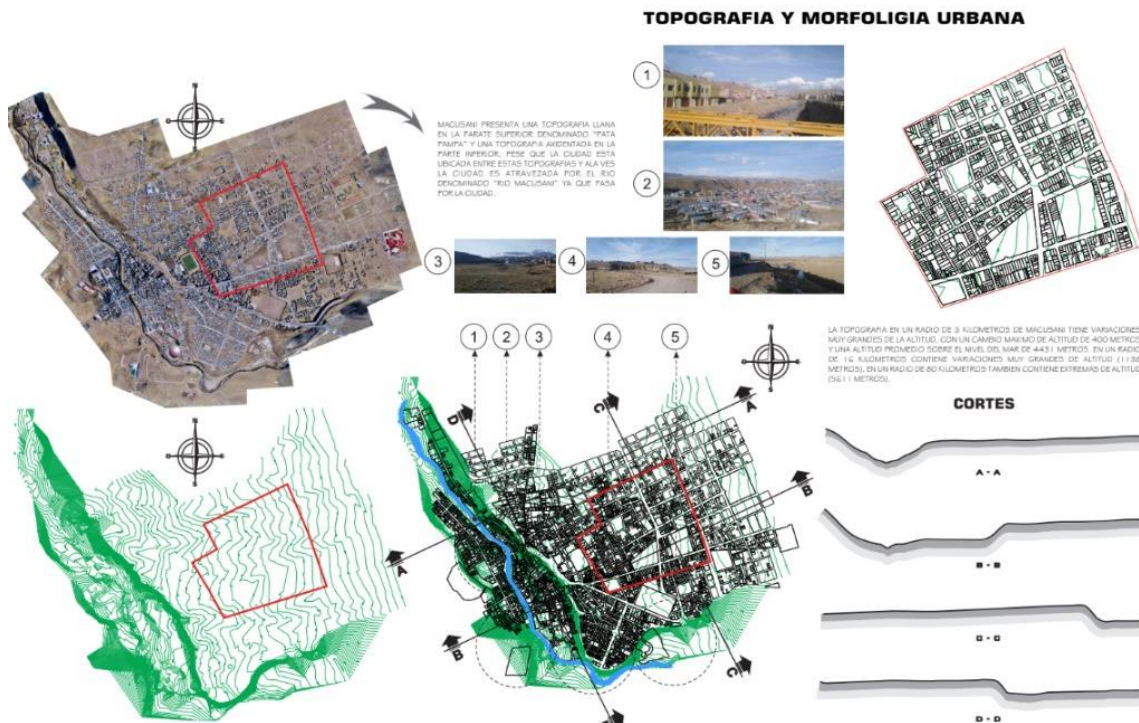 TOPOGRAFIA Y MORFOLIGIA URBANA
1
N
MACUSANI PRESENTA UNA TOPOGRAFIA LLANA
EN LA PARATE SUPERIOR DENOMINADO "PATA
PAMPA" Y UNA TOPOGRAFIA AXIDENTADA EN LA
PARTE INFERIOR, PESE QUE LA CIUDAD ESTA
UBICADA ENTRE ESTAS TOPOGRAFIAS Y ALA VES
LA CIUDAD ES ATRAVEZADA POR EL RIO
DENOMINADO "RIO MACUSANI" YA QUE PASA
POR LA CIUDAD.
2
3
4
5
LA TOPOGRAFIA EN UN RADIO DE 3 KILOMETROS DE MACUSANI TIENE VARIACIONES
MUY GRANDES DE LA ALTITUD, CON UN CAMBIO MAXIMO DE ALTITUD DE 400 METROS
Y UNA ALTITUD PROMEDIO SOBRE EL NIVEL DEL MAR DE 4431 METROS. EN UN RADIO
DE 16 KILOMETROS CONTIENE VARIACIONES MUY GRANDES DE ALTITUD (1138
METROS). EN UN RADIO DE 80 KILOMETROS TAMBIEN CONTIENE EXTREMAS DE ALTITUD
(5611 METROS).
1
2
3
4
5
N
N
D
C
A
B
A
B
C
CORTES
A - A
B - B
C - C
D - D